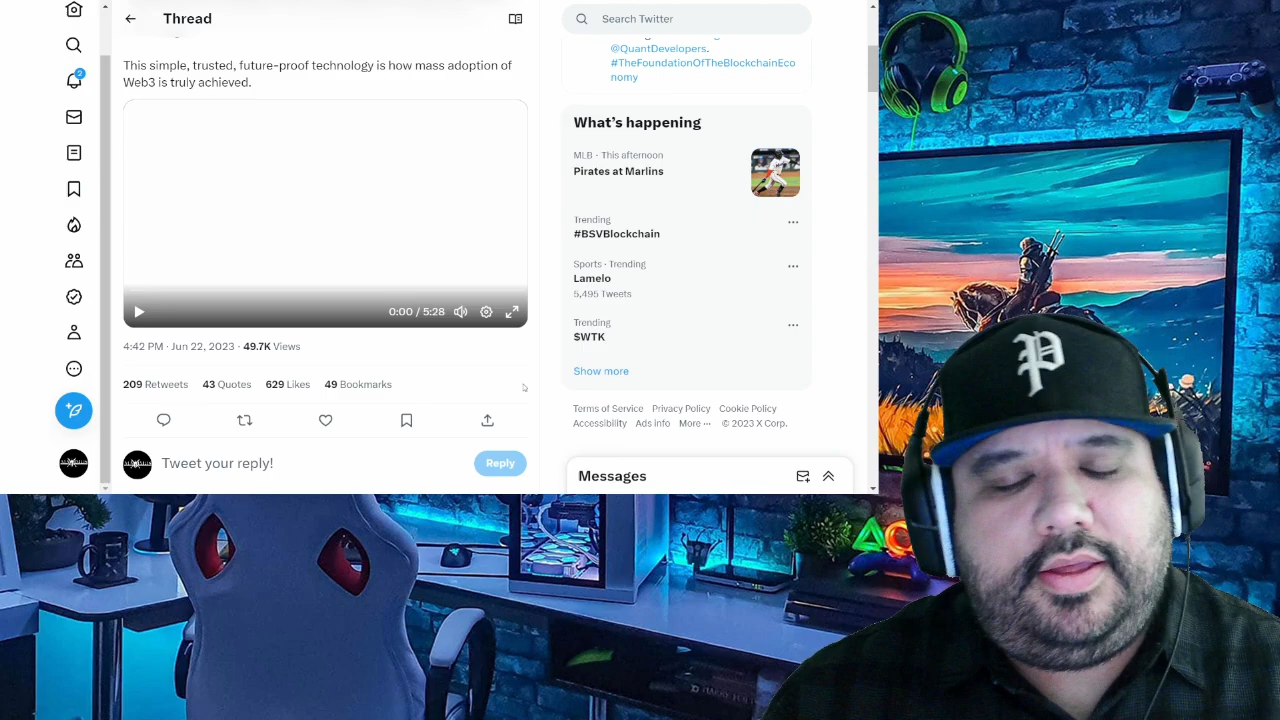 Thread
This simple, trusted, future-proof technology is how mass adoption of
Web3 is truly achieved.
0:00 / 5:28
4:42 PM · Jun 22, 2023 · 49.7K Views
209 Retweets 43 Quotes 629 Likes 49 Bookmarks
Tweet your reply!
Reply
2
Search Twitter
@QuantDevelopers.
#TheFoundationOfTheBlockchainEco
nomy
What's happening
MLB · This afternoon
Pirates at Marlins
Trending
#BSVBlockchain
Sports · Trending
Lamelo
5,495 Tweets
Trending
$WTK
Show more
Terms of Service Privacy Policy Cookie Policy
Accessibility Ads info More ··· © 2023 X Corp.
Messages
P